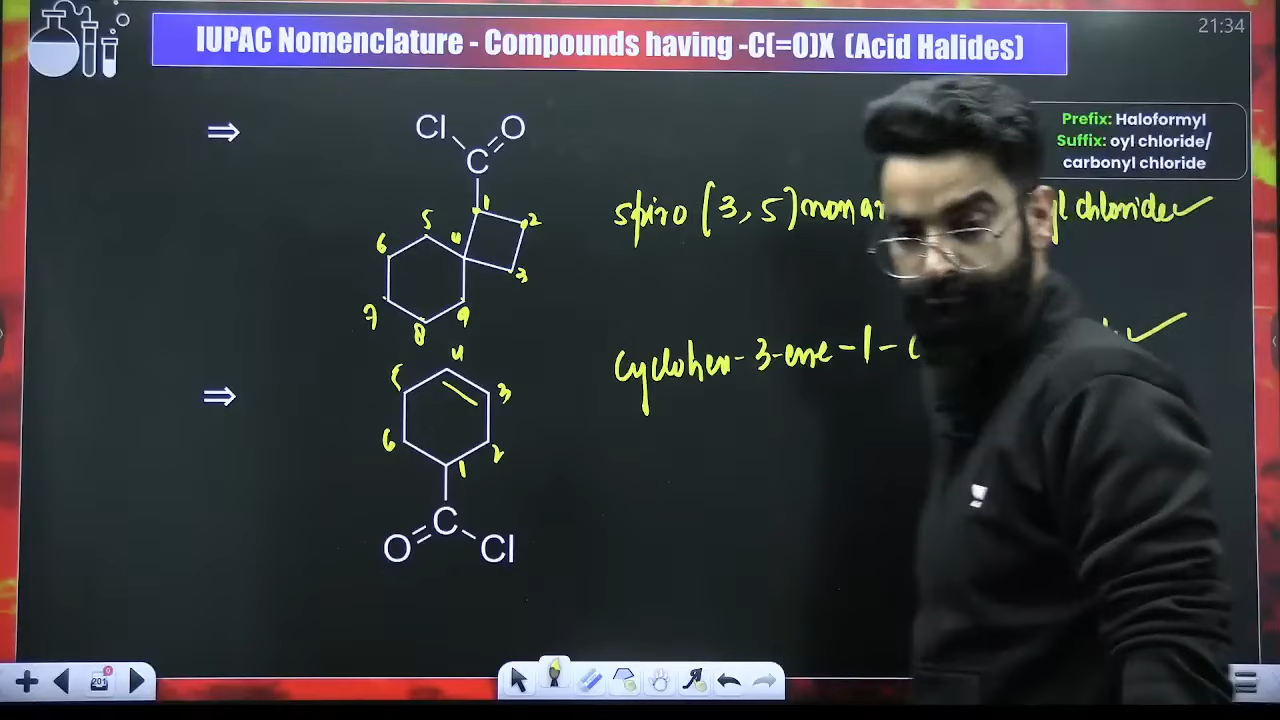 IUPAC Nomenclature - Compounds having -C(=O)X (Acid Halides)
21:34
Prefix: Haloformyl
Suffix: oyl chloride/
carbonyl chloride
⇒
Cl O
C
1
2
3
4
5
6
7
8
9
spiro [3,5]nonan yl chloride ✓
⇒
4
5 3
6 2
1
C
O Cl
cyclohex-3-ene-1-c ✓
201